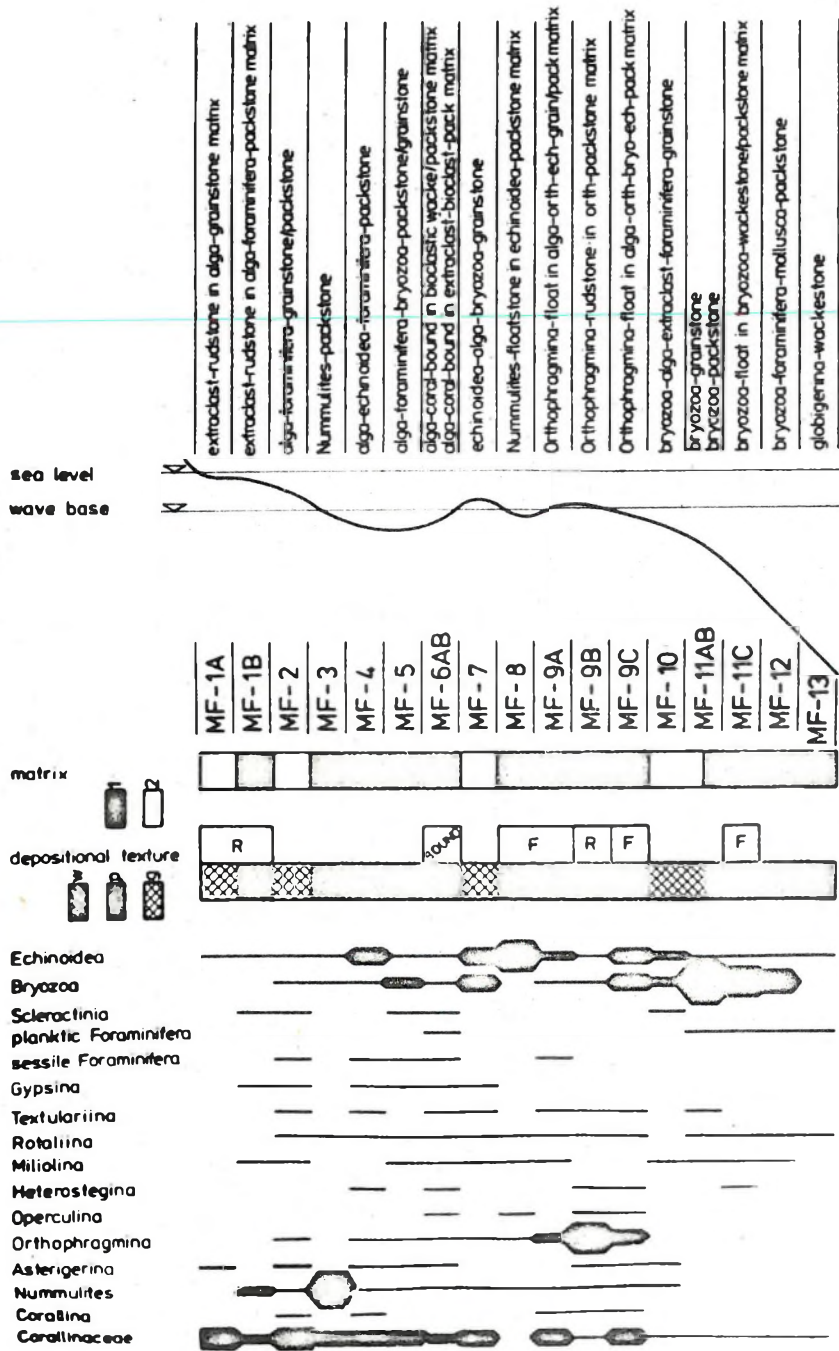 extraclast-rudstone in alga-grainstone matrix
extraclast-rudstone in alga-foraminifera-packstone matrix
alga-foraminifera-grainstone/packstone
Nummulites-packstone
alga-echnoidea-foraminifera-packstone
alga-foraminifera-bryozoa-packstone/grainstone
alga-coral-bound in bioclastic wacke/packstone matrix
alga-coral-bound in extraclast-bioclast-pack matrix
echinoidea-alga-bryozoa-grainstone
Nummulites-floatstone in echinoidea-packstone matrix
Orthophragmina-float in alga-orth-ech-grain/pack matrix
Orthophragmina-rudstone in orth-packstone matrix
Orthophragmina-float in alga-orth-bryo-ech-pack matrix
bryozoa-alga-extraclast-foraminifera-grainstone
bryozoa-grainstone
bryozoa-packstone
bryozoa-float in bryozoa-wackestone/packstone matrix
bryozoa-foraminifera-mollusca-packstone
globigerina-wackestone
sea level
wave base
MF-1A
MF-1B
MF-2
MF-3
MF-4
MF-5
MF-6AB
MF-7
MF-8
MF-9A
MF-9B
MF-9C
MF-10
MF-11AB
MF-11C
MF-12
MF-13
matrix
1 2
R BOUND F R F F
depositional texture
w p g
Echinoidea
Bryozoa
Scleractinia
planktic Foraminifera
sessile Foraminifera
Gypsina
Textulariina
Rotaliina
Miliolina
Heterostegina
Operculina
Orthophragmina
Asterigerina
Nummulites
Corallina
Corallinaceae